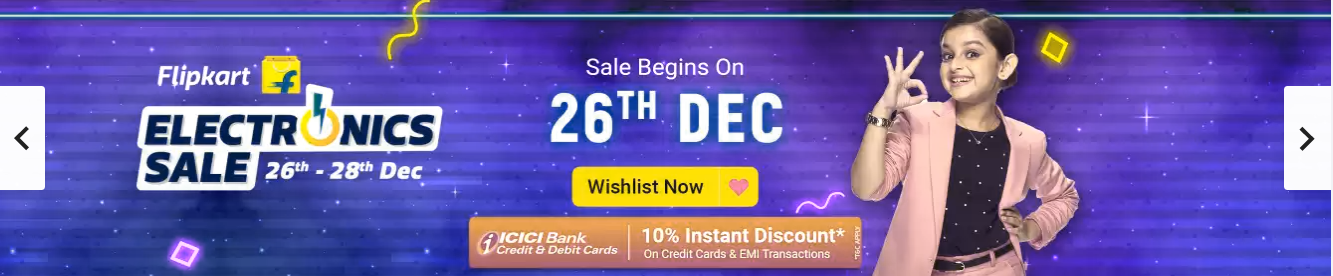 Flipkart
ELECTRONICS
SALE 26th - 28th Dec
Sale Begins On
26TH DEC
Wishlist Now
ICICI Bank
Credit & Debit Cards
10% Instant Discount*
On Credit Cards & EMI Transactions
*T&C APPLY